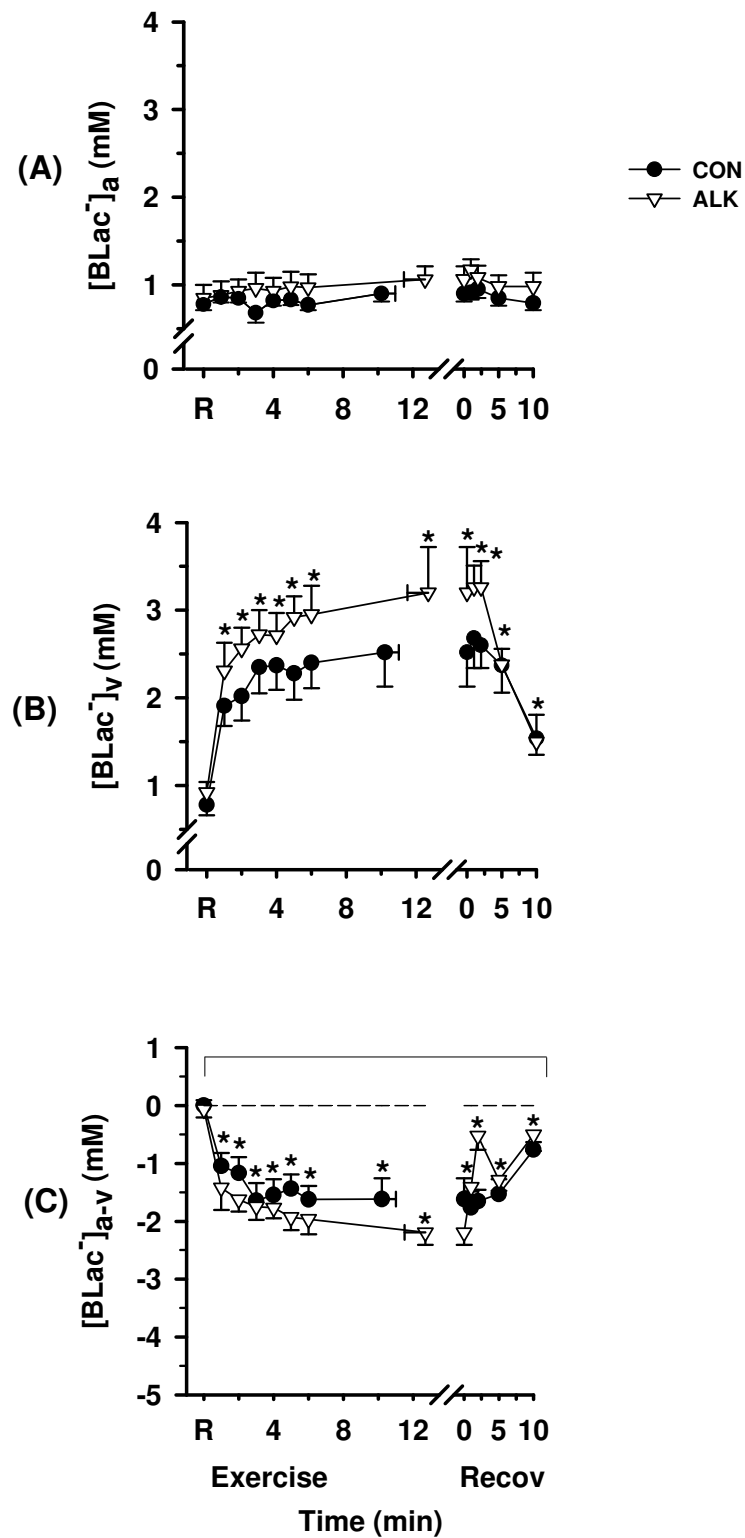 4
3
2
1
0
(A)
[BLac⁻]a (mM)
CON
ALK
R 4 8 12 0 5 10
4
3
2
1
0
(B)
[BLac⁻]v (mM)
* * * * * * * * * * * *
R 4 8 12 0 5 10
1
0
-1
-2
-3
-4
-5
(C)
[BLac⁻]a-v (mM)
* * * * * * * * * * * *
R 4 8 12 0 5 10
Exercise Recov
Time (min)